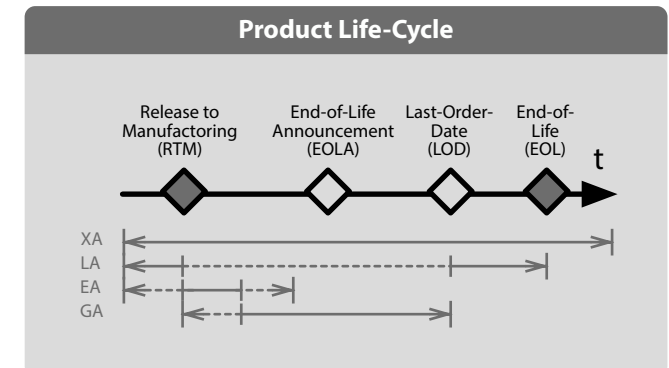 Product Life-Cycle
Release to
Manufactoring
(RTM)
End-of-Life
Announcement
(EOLA)
Last-Order-
Date
(LOD)
End-of-
Life
(EOL)
t
XA
LA
EA
GA